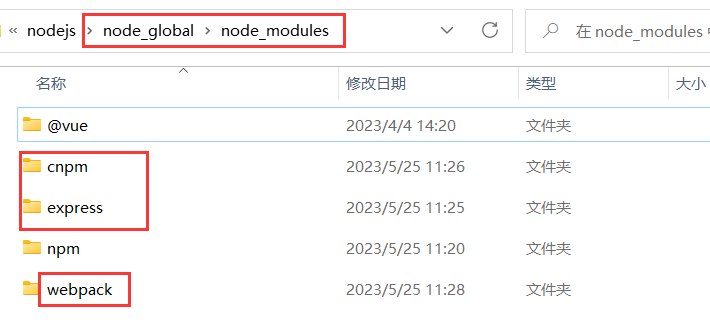 « nodejs > node_global > node_modules
在 node_modules
名称 修改日期 类型 大小
@vue 2023/4/4 14:20 文件夹
cnpm 2023/5/25 11:26 文件夹
express 2023/5/25 11:25 文件夹
npm 2023/5/25 11:20 文件夹
webpack 2023/5/25 11:28 文件夹